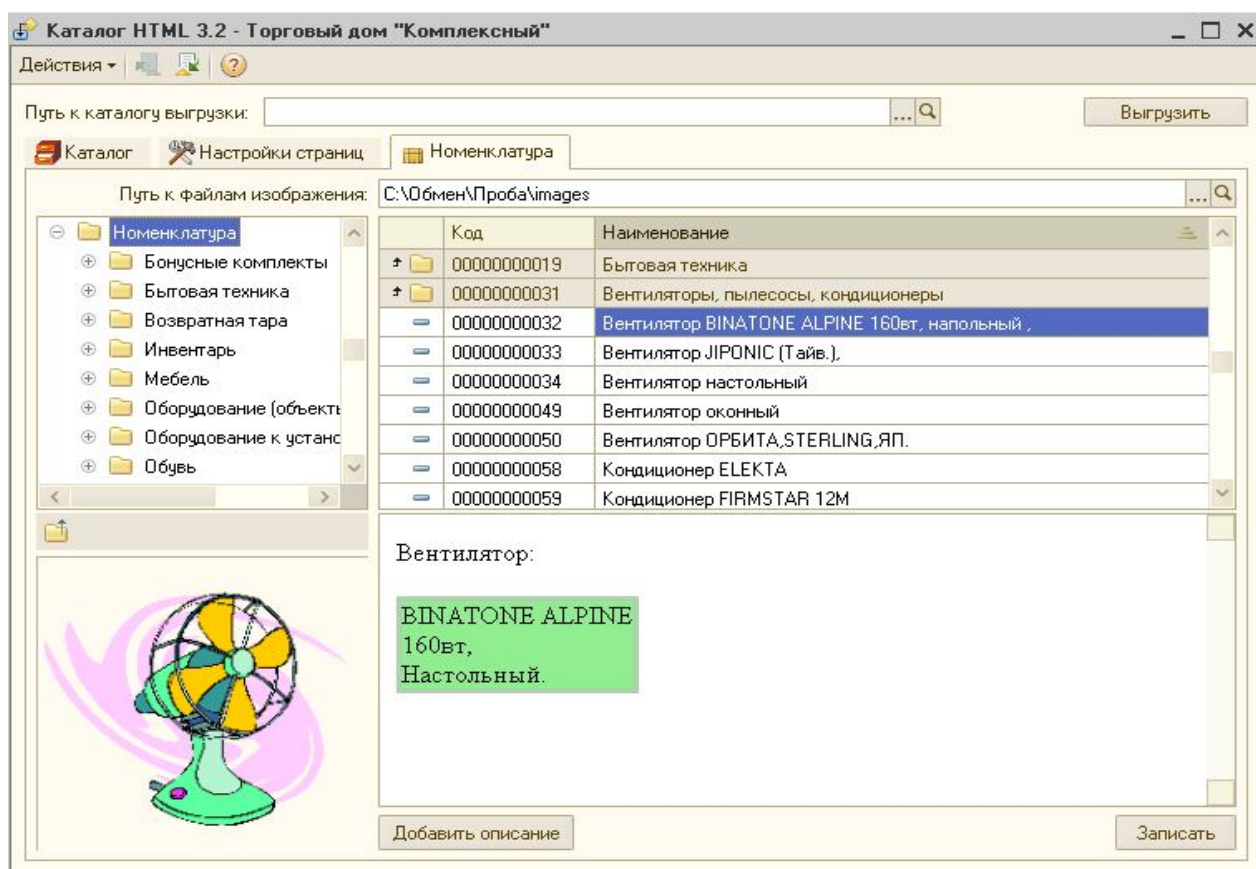 Каталог HTML 3.2 - Торговый дом "Комплексный"
Действия
Путь к каталогу выгрузки:
...
Выгрузить
Каталог
Настройки страниц
Номенклатура
Путь к файлам изображения:
C:\Обмен\Проба\images
...
Номенклатура
Бонусные комплекты
Бытовая техника
Возвратная тара
Инвентарь
Мебель
Оборудование (объекты
Оборудование к устано
Обувь
Код Наименование
00000000019 Бытовая техника
00000000031 Вентиляторы, пылесосы, кондиционеры
00000000032 Вентилятор BINATONE ALPINE 160вт, напольный ,
00000000033 Вентилятор JIPONIC (Тайв.),
00000000034 Вентилятор настольный
00000000049 Вентилятор оконный
00000000050 Вентилятор ОРБИТА,STERLING,ЯП.
00000000058 Кондиционер ELEKTA
00000000059 Кондиционер FIRMSTAR 12M
Вентилятор:
BINATONE ALPINE
160вт,
Настольный.
Добавить описание
Записать